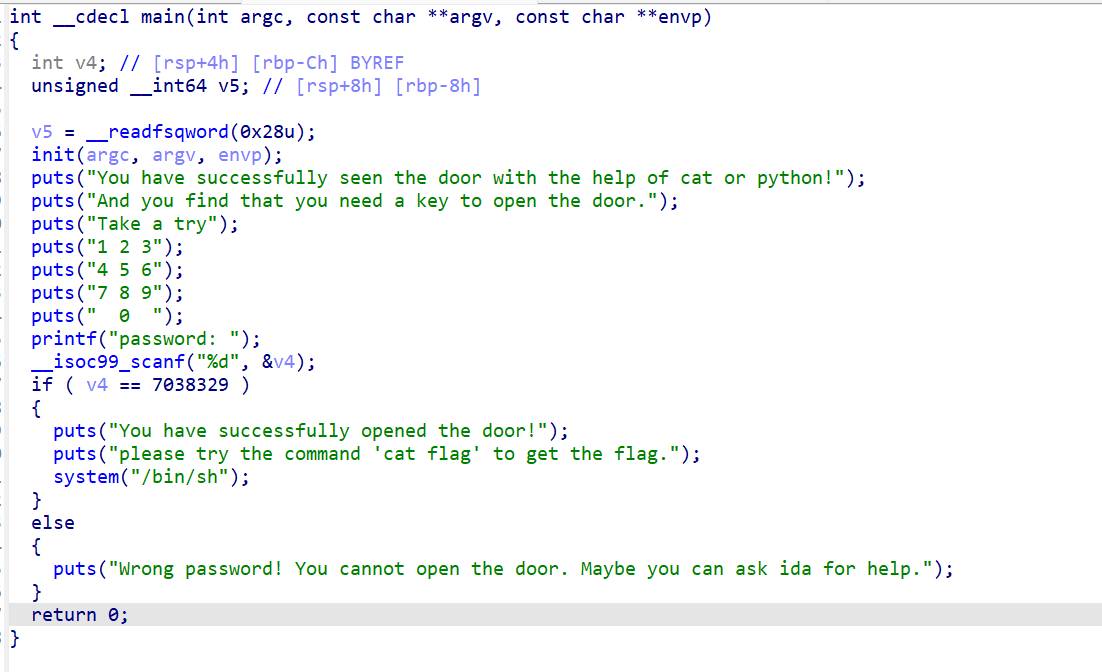 int __cdecl main(int argc, const char **argv, const char **envp)
{
  int v4; // [rsp+4h] [rbp-Ch] BYREF
  unsigned __int64 v5; // [rsp+8h] [rbp-8h]

  v5 = __readfsqword(0x28u);
  init(argc, argv, envp);
  puts("You have successfully seen the door with the help of cat or python!");
  puts("And you find that you need a key to open the door.");
  puts("Take a try");
  puts("1 2 3");
  puts("4 5 6");
  puts("7 8 9");
  puts("  0  ");
  printf("password: ");
  __isoc99_scanf("%d", &v4);
  if ( v4 == 7038329 )
  {
    puts("You have successfully opened the door!");
    puts("please try the command 'cat flag' to get the flag.");
    system("/bin/sh");
  }
  else
  {
    puts("Wrong password! You cannot open the door. Maybe you can ask ida for help.");
  }
  return 0;
}